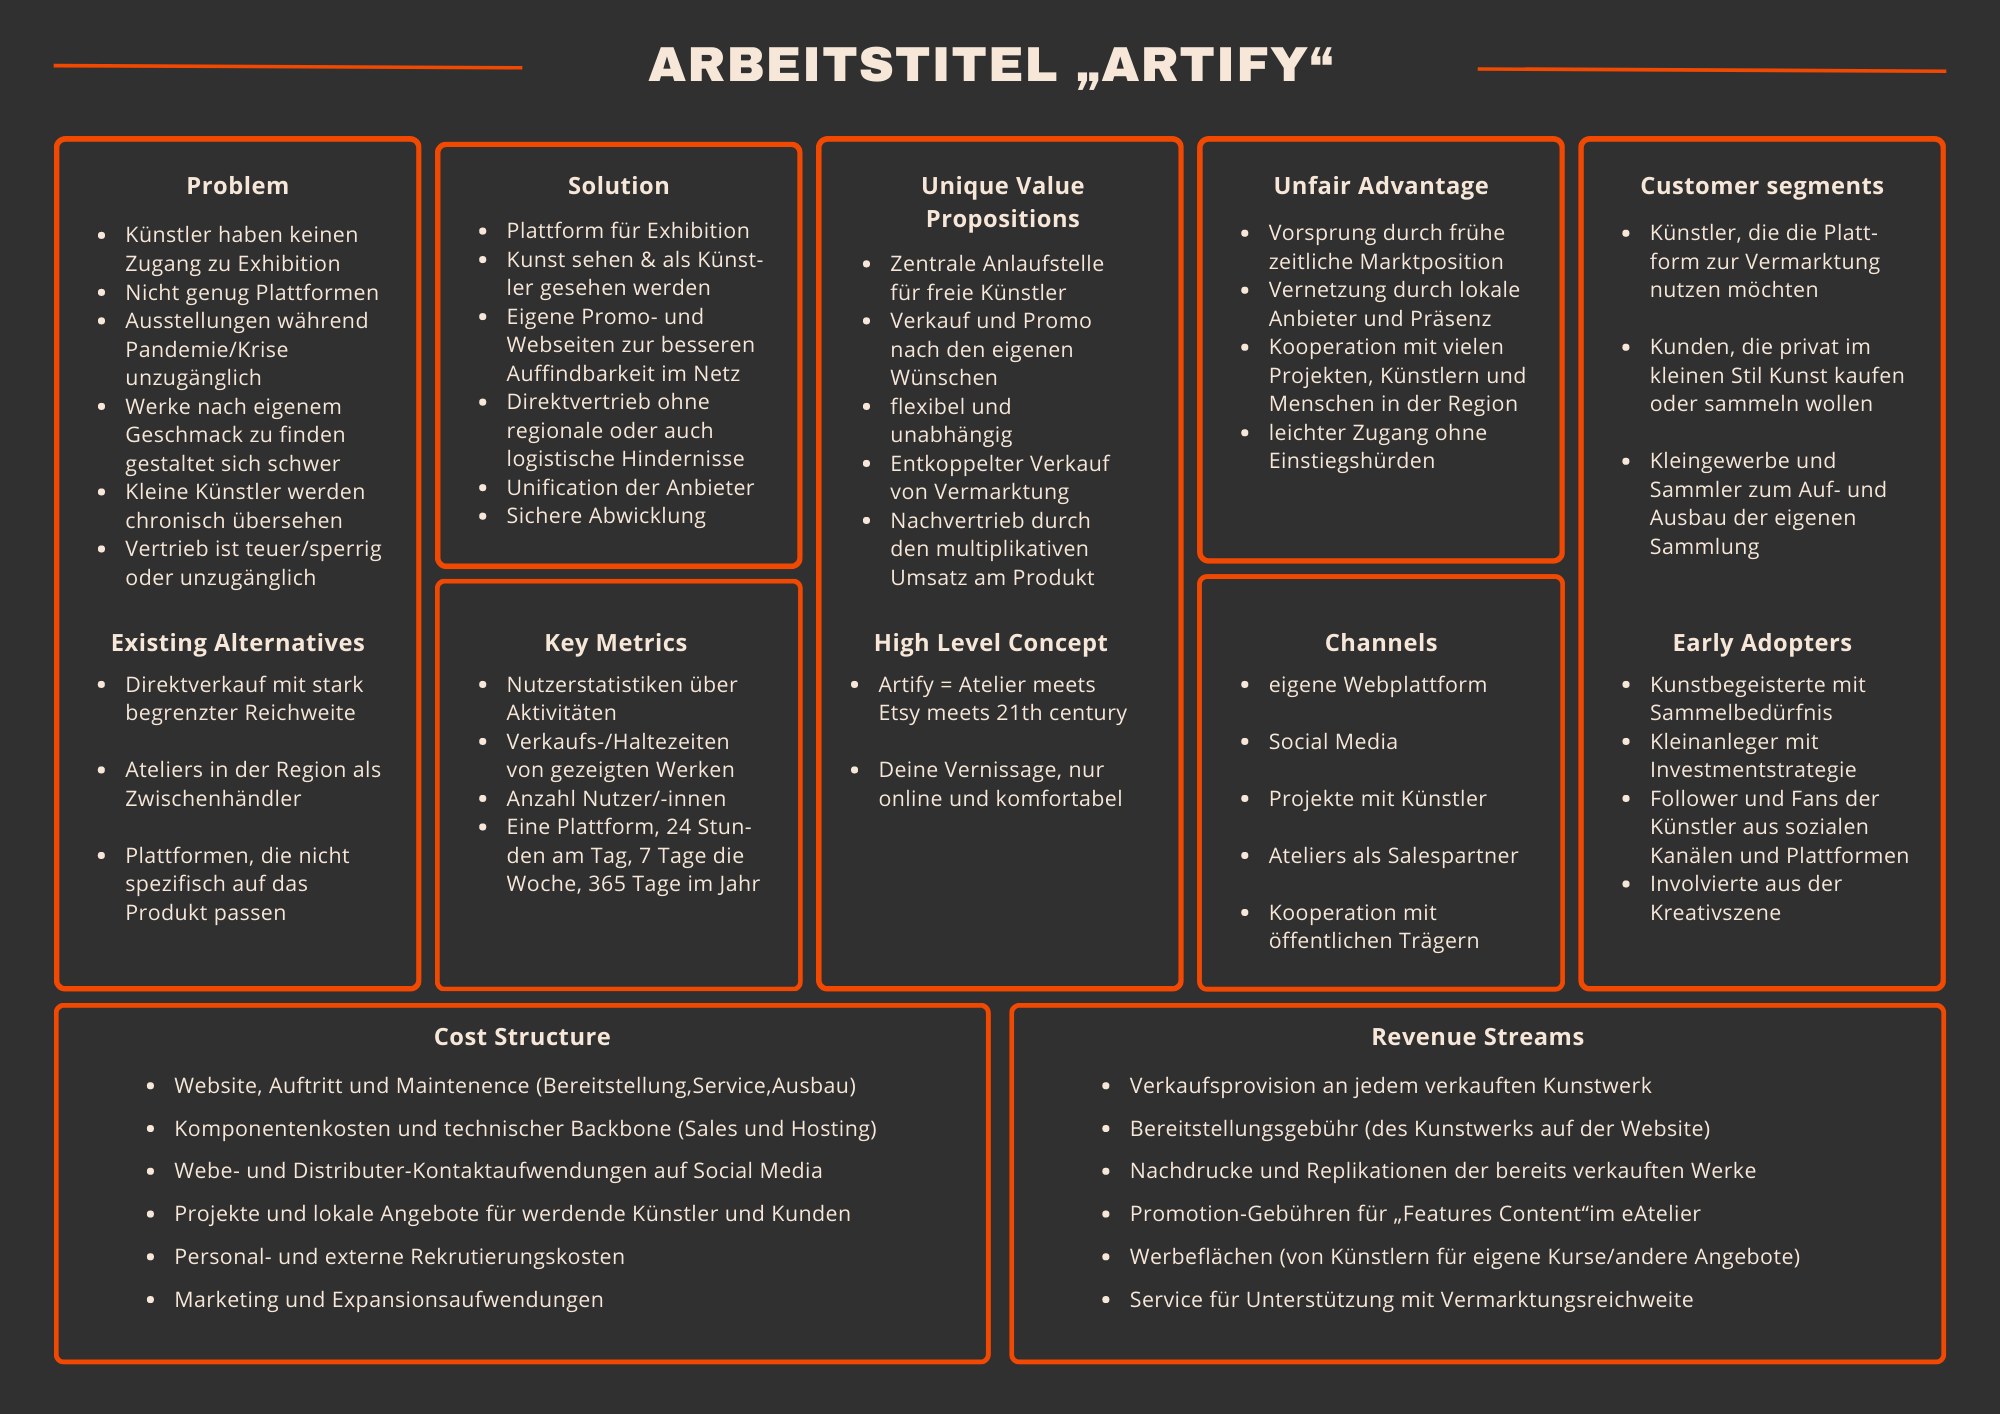 ARBEITSTITEL „ARTIFY“
Problem
• Künstler haben keinen
Zugang zu Exhibition
• Nicht genug Plattformen
• Ausstellungen während
Pandemie/Krise
unzugänglich
• Werke nach eigenem
Geschmack zu finden
gestaltet sich schwer
• Kleine Künstler werden
chronisch übersehen
• Vertrieb ist teuer/sperrig
oder unzugänglich
Existing Alternatives
• Direktverkauf mit stark
begrenzter Reichweite
• Ateliers in der Region als
Zwischenhändler
• Plattformen, die nicht
spezifisch auf das
Produkt passen
Solution
• Plattform für Exhibition
• Kunst sehen & als Künst-
ler gesehen werden
• Eigene Promo- und
Webseiten zur besseren
Auffindbarkeit im Netz
• Direktvertrieb ohne
regionale oder auch
logistische Hindernisse
• Unification der Anbieter
• Sichere Abwicklung
Key Metrics
• Nutzerstatistiken über
Aktivitäten
• Verkaufs-/Haltezeiten
von gezeigten Werken
• Anzahl Nutzer/-innen
• Eine Plattform, 24 Stun-
den am Tag, 7 Tage die
Woche, 365 Tage im Jahr
Unique Value
Propositions
• Zentrale Anlaufstelle
für freie Künstler
• Verkauf und Promo
nach den eigenen
Wünschen
• flexibel und
unabhängig
• Entkoppelter Verkauf
von Vermarktung
• Nachvertrieb durch
den multiplikativen
Umsatz am Produkt
High Level Concept
• Artify = Atelier meets
Etsy meets 21th century
• Deine Vernissage, nur
online und komfortabel
Unfair Advantage
• Vorsprung durch frühe
zeitliche Marktposition
• Vernetzung durch lokale
Anbieter und Präsenz
• Kooperation mit vielen
Projekten, Künstlern und
Menschen in der Region
• leichter Zugang ohne
Einstiegshürden
Channels
• eigene Webplattform
• Social Media
• Projekte mit Künstler
• Ateliers als Salespartner
• Kooperation mit
öffentlichen Trägern
Customer segments
• Künstler, die die Platt-
form zur Vermarktung
nutzen möchten
• Kunden, die privat im
kleinen Stil Kunst kaufen
oder sammeln wollen
• Kleingewerbe und
Sammler zum Auf- und
Ausbau der eigenen
Sammlung
Early Adopters
• Kunstbegeisterte mit
Sammelbedürfnis
• Kleinanleger mit
Investmentstrategie
• Follower und Fans der
Künstler aus sozialen
Kanälen und Plattformen
• Involvierte aus der
Kreativszene
Cost Structure
• Website, Auftritt und Maintenence (Bereitstellung,Service,Ausbau)
• Komponentenkosten und technischer Backbone (Sales und Hosting)
• Webe- und Distributer-Kontaktaufwendungen auf Social Media
• Projekte und lokale Angebote für werdende Künstler und Kunden
• Personal- und externe Rekrutierungskosten
• Marketing und Expansionsaufwendungen
Revenue Streams
• Verkaufsprovision an jedem verkauften Kunstwerk
• Bereitstellungsgebühr (des Kunstwerks auf der Website)
• Nachdrucke und Replikationen der bereits verkauften Werke
• Promotion-Gebühren für „Features Content“im eAtelier
• Werbeflächen (von Künstlern für eigene Kurse/andere Angebote)
• Service für Unterstützung mit Vermarktungsreichweite